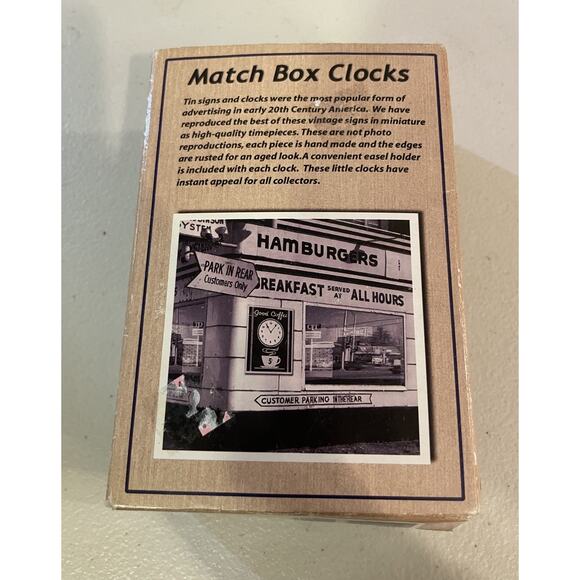 Match Box Clocks
Tin signs and clocks were the most popular form of
advertising in early 20th Century America. We have
reproduced the best of these vintage signs in miniature
as high-quality timepieces. These are not photo
reproductions, each piece is hand made and the edges
are rusted for an aged look.A convenient easel holder
is included with each clock. These little clocks have
instant appeal for all collectors.
YSTEM
HAMBURGERS
PARK IN REAR
Customers Only
BREAKFAST SERVED AT ALL HOURS
Good Coffee
5
CUSTOMER PARKING IN THE REAR